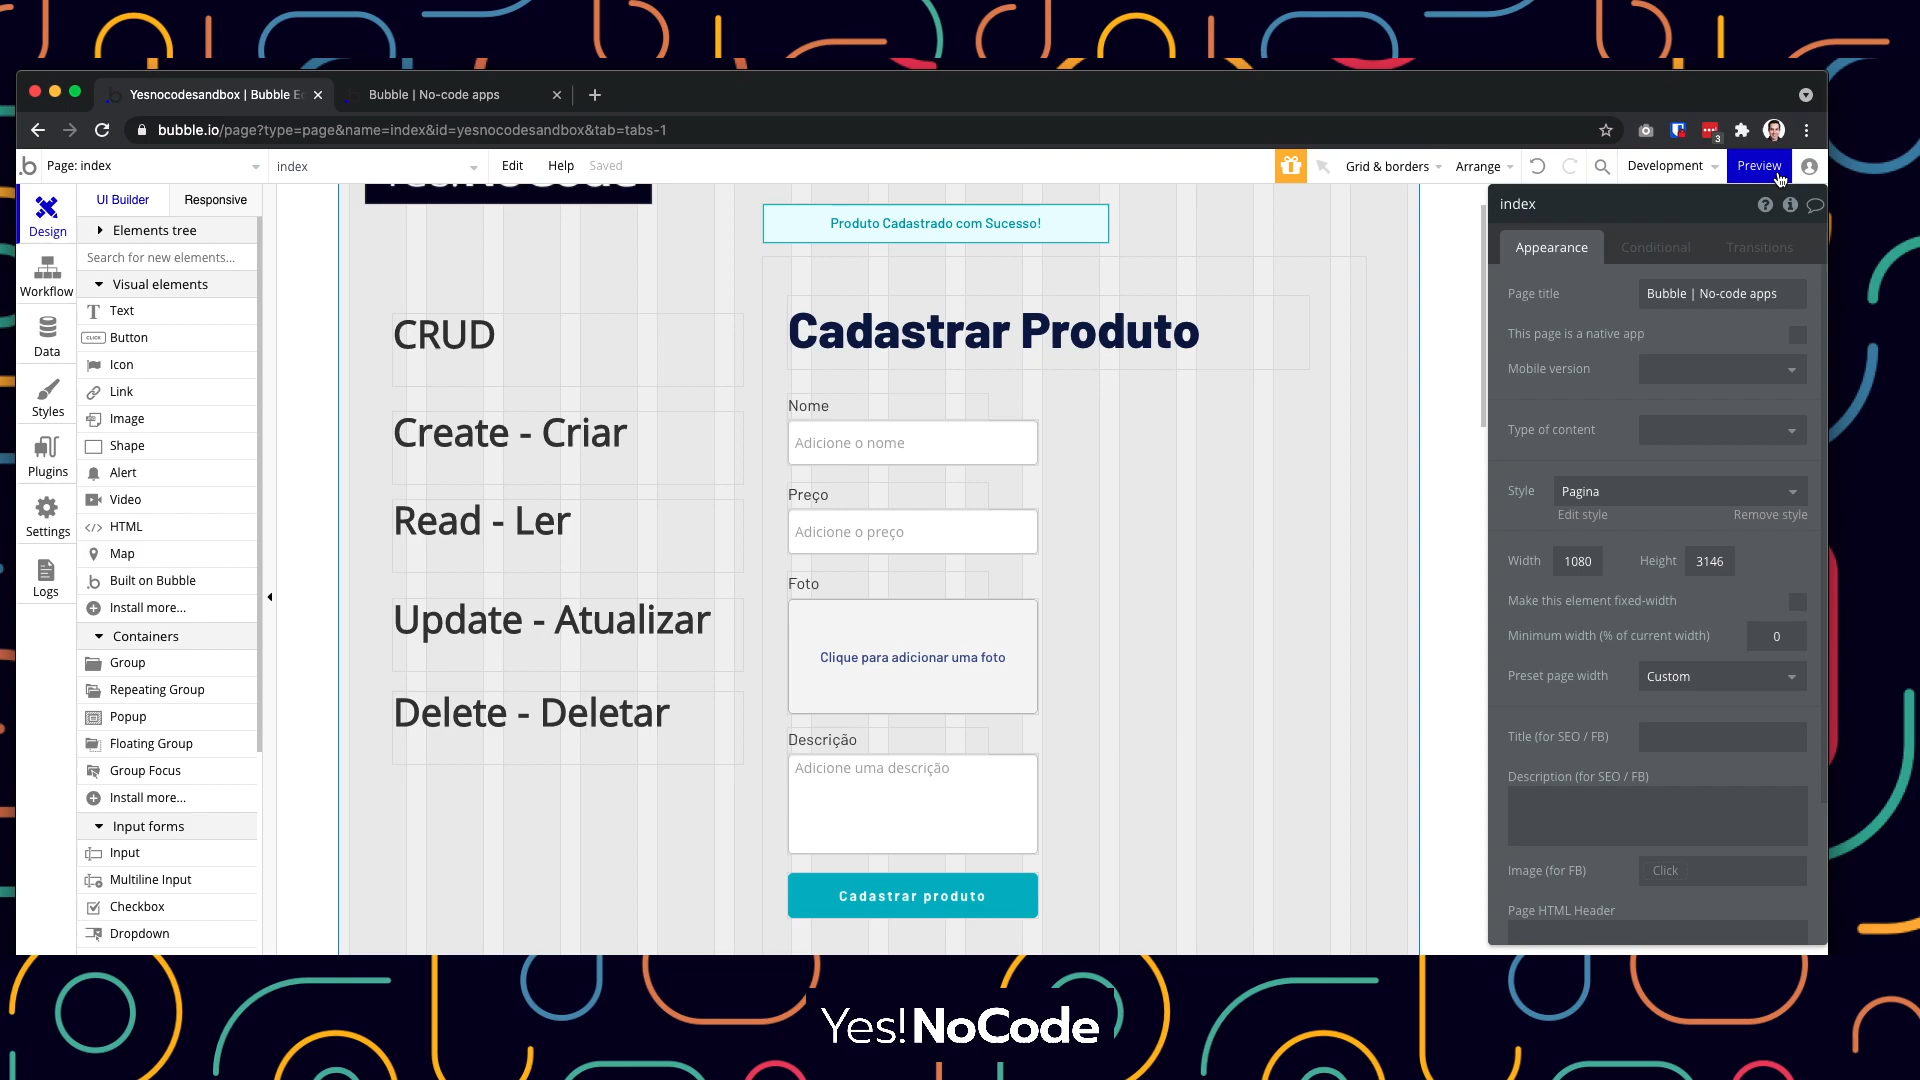 Yesnocodesandbox | Bubble E
Bubble | No-code apps
bubble.io/page?type=page&name=index&id=yesnocodesandbox&tab=tabs-1
3
Page: index
index
Edit
Help
Saved
Grid & borders
Arrange
Development
Preview
Design
Workflow
Data
Styles
Plugins
Settings
Logs
UI Builder
Responsive
Elements tree
Search for new elements...
Visual elements
Text
CLICK
Button
Icon
Link
Image
Shape
Alert
Video
HTML
Map
Built on Bubble
Install more...
Containers
Group
Repeating Group
Popup
Floating Group
Group Focus
Install more...
Input forms
Input
Multiline Input
Checkbox
Dropdown
Yes!NoCode
CRUD
Create - Criar
Read - Ler
Update - Atualizar
Delete - Deletar
Produto Cadastrado com Sucesso!
Cadastrar Produto
Nome
Adicione o nome
Preço
Adicione o preço
Foto
Clique para adicionar uma foto
Descrição
Adicione uma descrição
Cadastrar produto
index
Appearance
Conditional
Transitions
Page title
Bubble | No-code apps
This page is a native app
Mobile version
Type of content
Style
Pagina
Edit style
Remove style
Width
1080
Height
3146
Make this element fixed-width
Minimum width (% of current width)
0
Preset page width
Custom
Title (for SEO / FB)
Description (for SEO / FB)
Image (for FB)
Click
Page HTML Header
Yes!NoCode